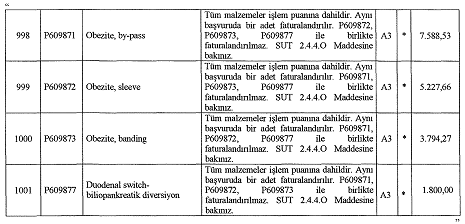 "
998 P609871 Obezite, by-pass Tüm malzemeler işlem puanına dahildir. Aynı
başvuruda bir adet faturalandırılır. P609872,
P609873, P609877 ile birlikte
faturalandırılmaz. SUT 2.4.4.O Maddesine
bakınız. A3 * 7.588,53
999 P609872 Obezite, sleeve Tüm malzemeler işlem puanına dahildir. Aynı
başvuruda bir adet faturalandırılır. P609871,
P609873, P609877 ile birlikte
faturalandırılmaz. SUT 2.4.4.O Maddesine
bakınız. A3 * 5.227,66
1000 P609873 Obezite, banding Tüm malzemeler işlem puanına dahildir. Aynı
başvuruda bir adet faturalandırılır. P609871,
P609872, P609877 ile birlikte
faturalandırılmaz. SUT 2.4.4.O Maddesine
bakınız. A3 * 3.794,27
1001 P609877 Duodenal switch-
biliopankreatik diversiyon Tüm malzemeler işlem puanına dahildir. Aynı
başvuruda bir adet faturalandırılır. P609871,
P609872, P609873 ile birlikte
faturalandırılmaz. SUT 2.4.4.O Maddesine
bakınız. A3 * 1.800,00
"